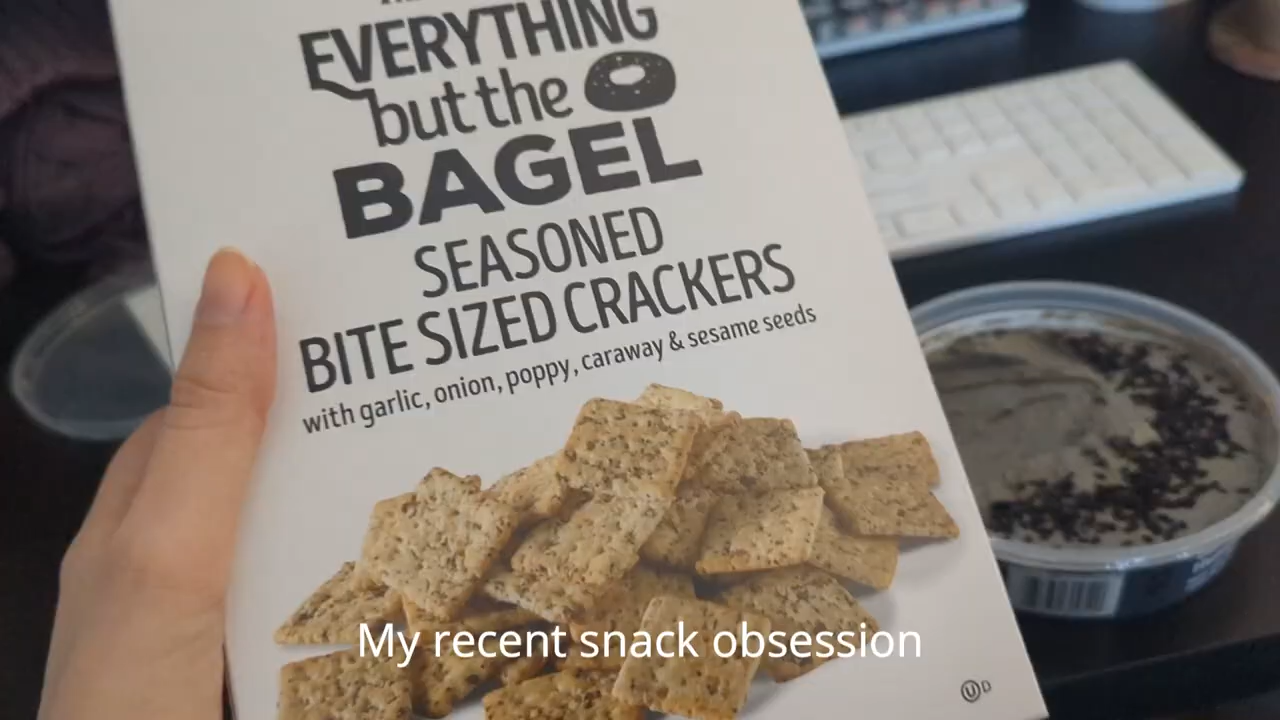 EVERYTHING
but the
BAGEL
SEASONED
BITE SIZED CRACKERS
with garlic, onion, poppy, caraway & sesame seeds
My recent snack obsession
U D